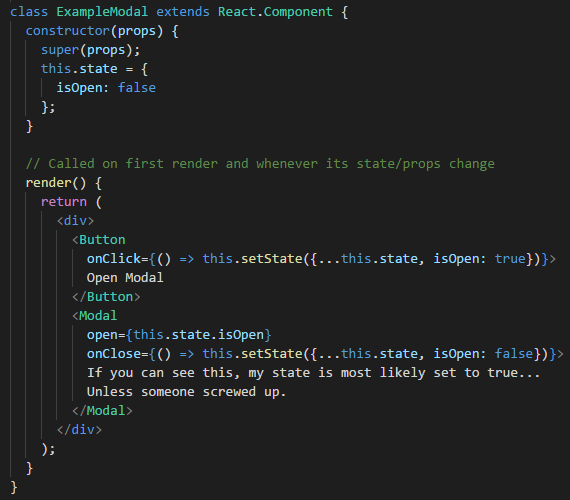 class ExampleModal extends React.Component {
  constructor(props) {
    super(props);
    this.state = {
      isOpen: false
    };
  }

  // Called on first render and whenever its state/props change
  render() {
    return (
      <div>
        <Button
          onClick={() => this.setState({...this.state, isOpen: true})}>
          Open Modal
        </Button>
        <Modal
          open={this.state.isOpen}
          onClose={() => this.setState({...this.state, isOpen: false})}>
          If you can see this, my state is most likely set to true...
          Unless someone screwed up.
        </Modal>
      </div>
    );
  }
}